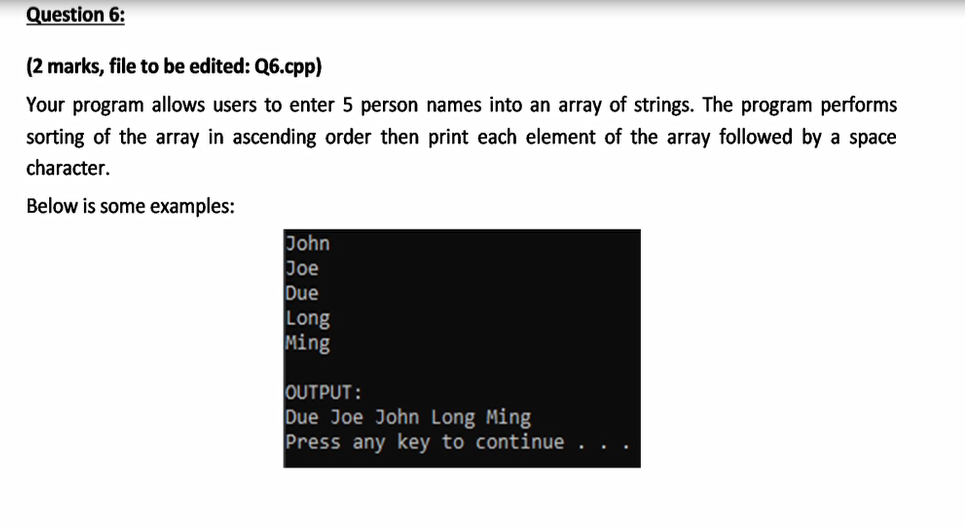 Question 6:
(2 marks, file to be edited: Q6.cpp)
Your program allows users to enter 5 person names into an array of strings. The program performs
sorting of the array in ascending order then print each element of the array followed by a space
character.
Below is some examples:
John
Joe
Due
Long
Ming
OUTPUT:
Due Joe John Long Ming
Press any key to continue . . .